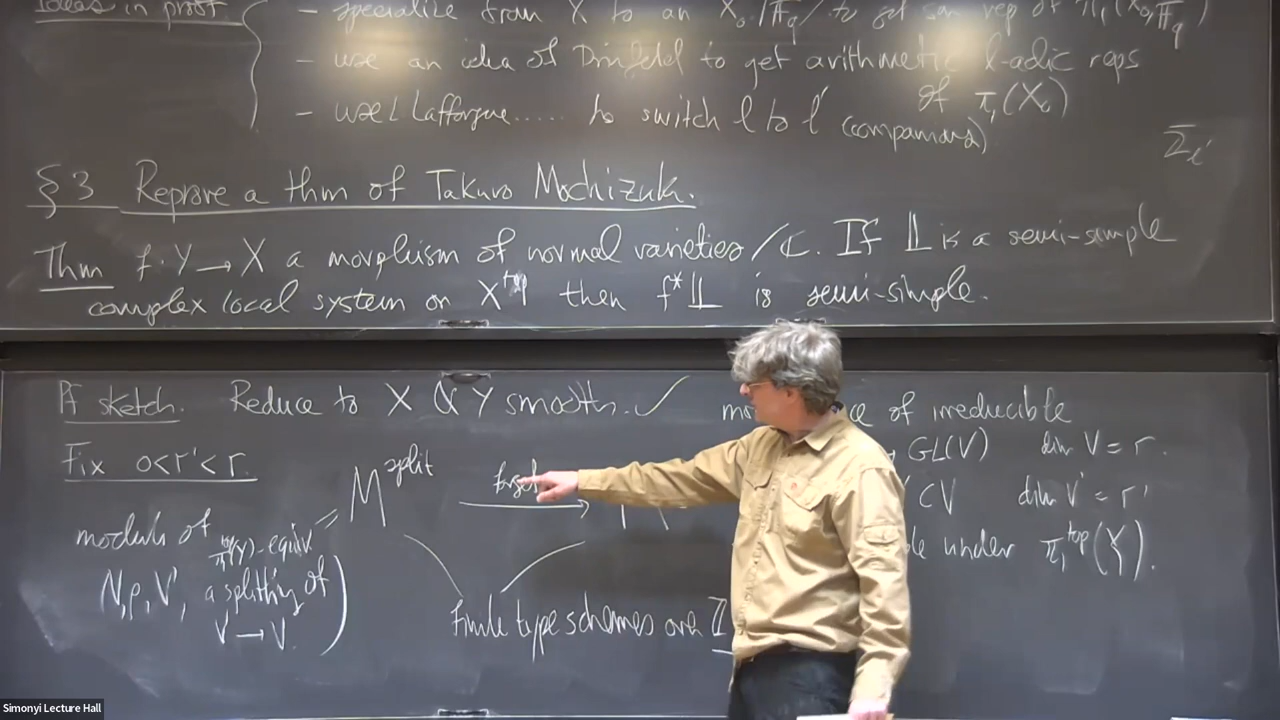 Ideas in proof
- specialize from X to an X₀/𝔽_q to get rep of π₁(X₀,𝔽̄_q)
- use an idea of Drinfeld to get arithmetic l-adic reps of π₁(X₀)
- use L Lafforgue..... to switch l to l' (companions)
Z̄_l
§3 Reprove a thm of Takuro Mochizuki.
Thm f: Y → X a morphism of normal varieties /ℂ. If 𝕃 is a semi-simple
complex local system on X^top then f*𝕃 is semi-simple.
Pf sketch. Reduce to X & Y smooth. ✓
Fix 0<r'<r.
M^split forget → M
of irreducible
GL(V) dim V = r.
V' ⊂ V dim V' = r'
under π₁^top(Y).
moduli of π₁^top(Y)-equiv
V, ρ, V', a splitting of
V' → V )
Finite type schemes over ℤ
Simonyi Lecture Hall